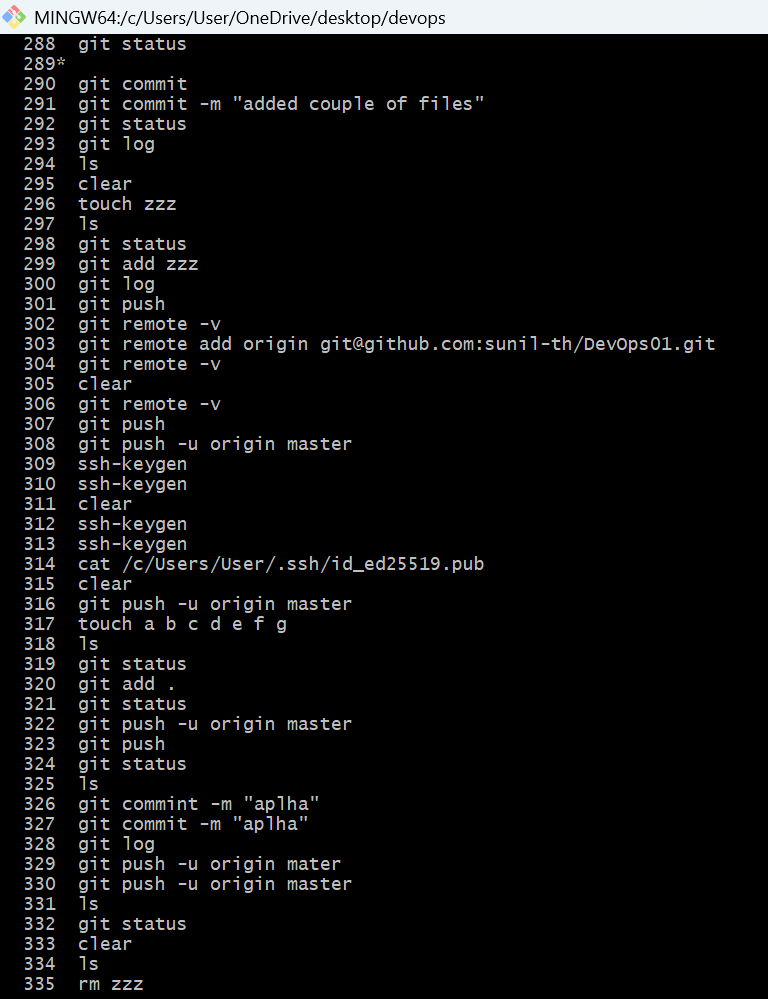 MINGW64:/c/Users/User/OneDrive/desktop/devops
288  git status
289*
290  git commit
291  git commit -m "added couple of files"
292  git status
293  git log
294  ls
295  clear
296  touch zzz
297  ls
298  git status
299  git add zzz
300  git log
301  git push
302  git remote -v
303  git remote add origin git@github.com:sunil-th/DevOps01.git
304  git remote -v
305  clear
306  git remote -v
307  git push
308  git push -u origin master
309  ssh-keygen
310  ssh-keygen
311  clear
312  ssh-keygen
313  ssh-keygen
314  cat /c/Users/User/.ssh/id_ed25519.pub
315  clear
316  git push -u origin master
317  touch a b c d e f g
318  ls
319  git status
320  git add .
321  git status
322  git push -u origin master
323  git push
324  git status
325  ls
326  git commint -m "aplha"
327  git commit -m "aplha"
328  git log
329  git push -u origin mater
330  git push -u origin master
331  ls
332  git status
333  clear
334  ls
335  rm zzz